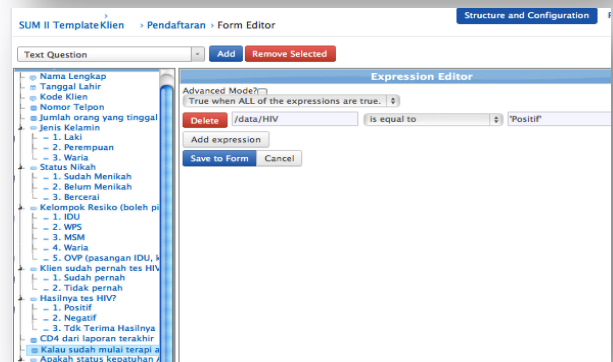 SUM II Template Klien › Pendaftaran › Form Editor
Structure and Configuration
Text Question
Add
Remove Selected
Nama Lengkap
Tanggal Lahir
Kode Klien
Nomor Telpon
Jumlah orang yang tinggal
Jenis Kelamin
1. Laki
2. Perempuan
3. Waria
Status Nikah
1. Sudah Menikah
2. Belum Menikah
3. Bercerai
Kelompok Resiko (boleh pi
1. IDU
2. WPS
3. MSM
4. Waria
5. OVP (pasangan IDU, k
Klien sudah pernah tes HIV
1. Sudah pernah
2. Tidak pernah
Hasilnya tes HIV?
1. Positif
2. Negatif
3. Tdk Terima Hasilnya
CD4 dari laporan terakhir
Kalau sudah mulai terapi a
Apakah status kepatuhan A
Expression Editor
Advanced Mode?
True when ALL of the expressions are true.
Delete /data/HIV is equal to 'Positif'
Add expression
Save to Form Cancel